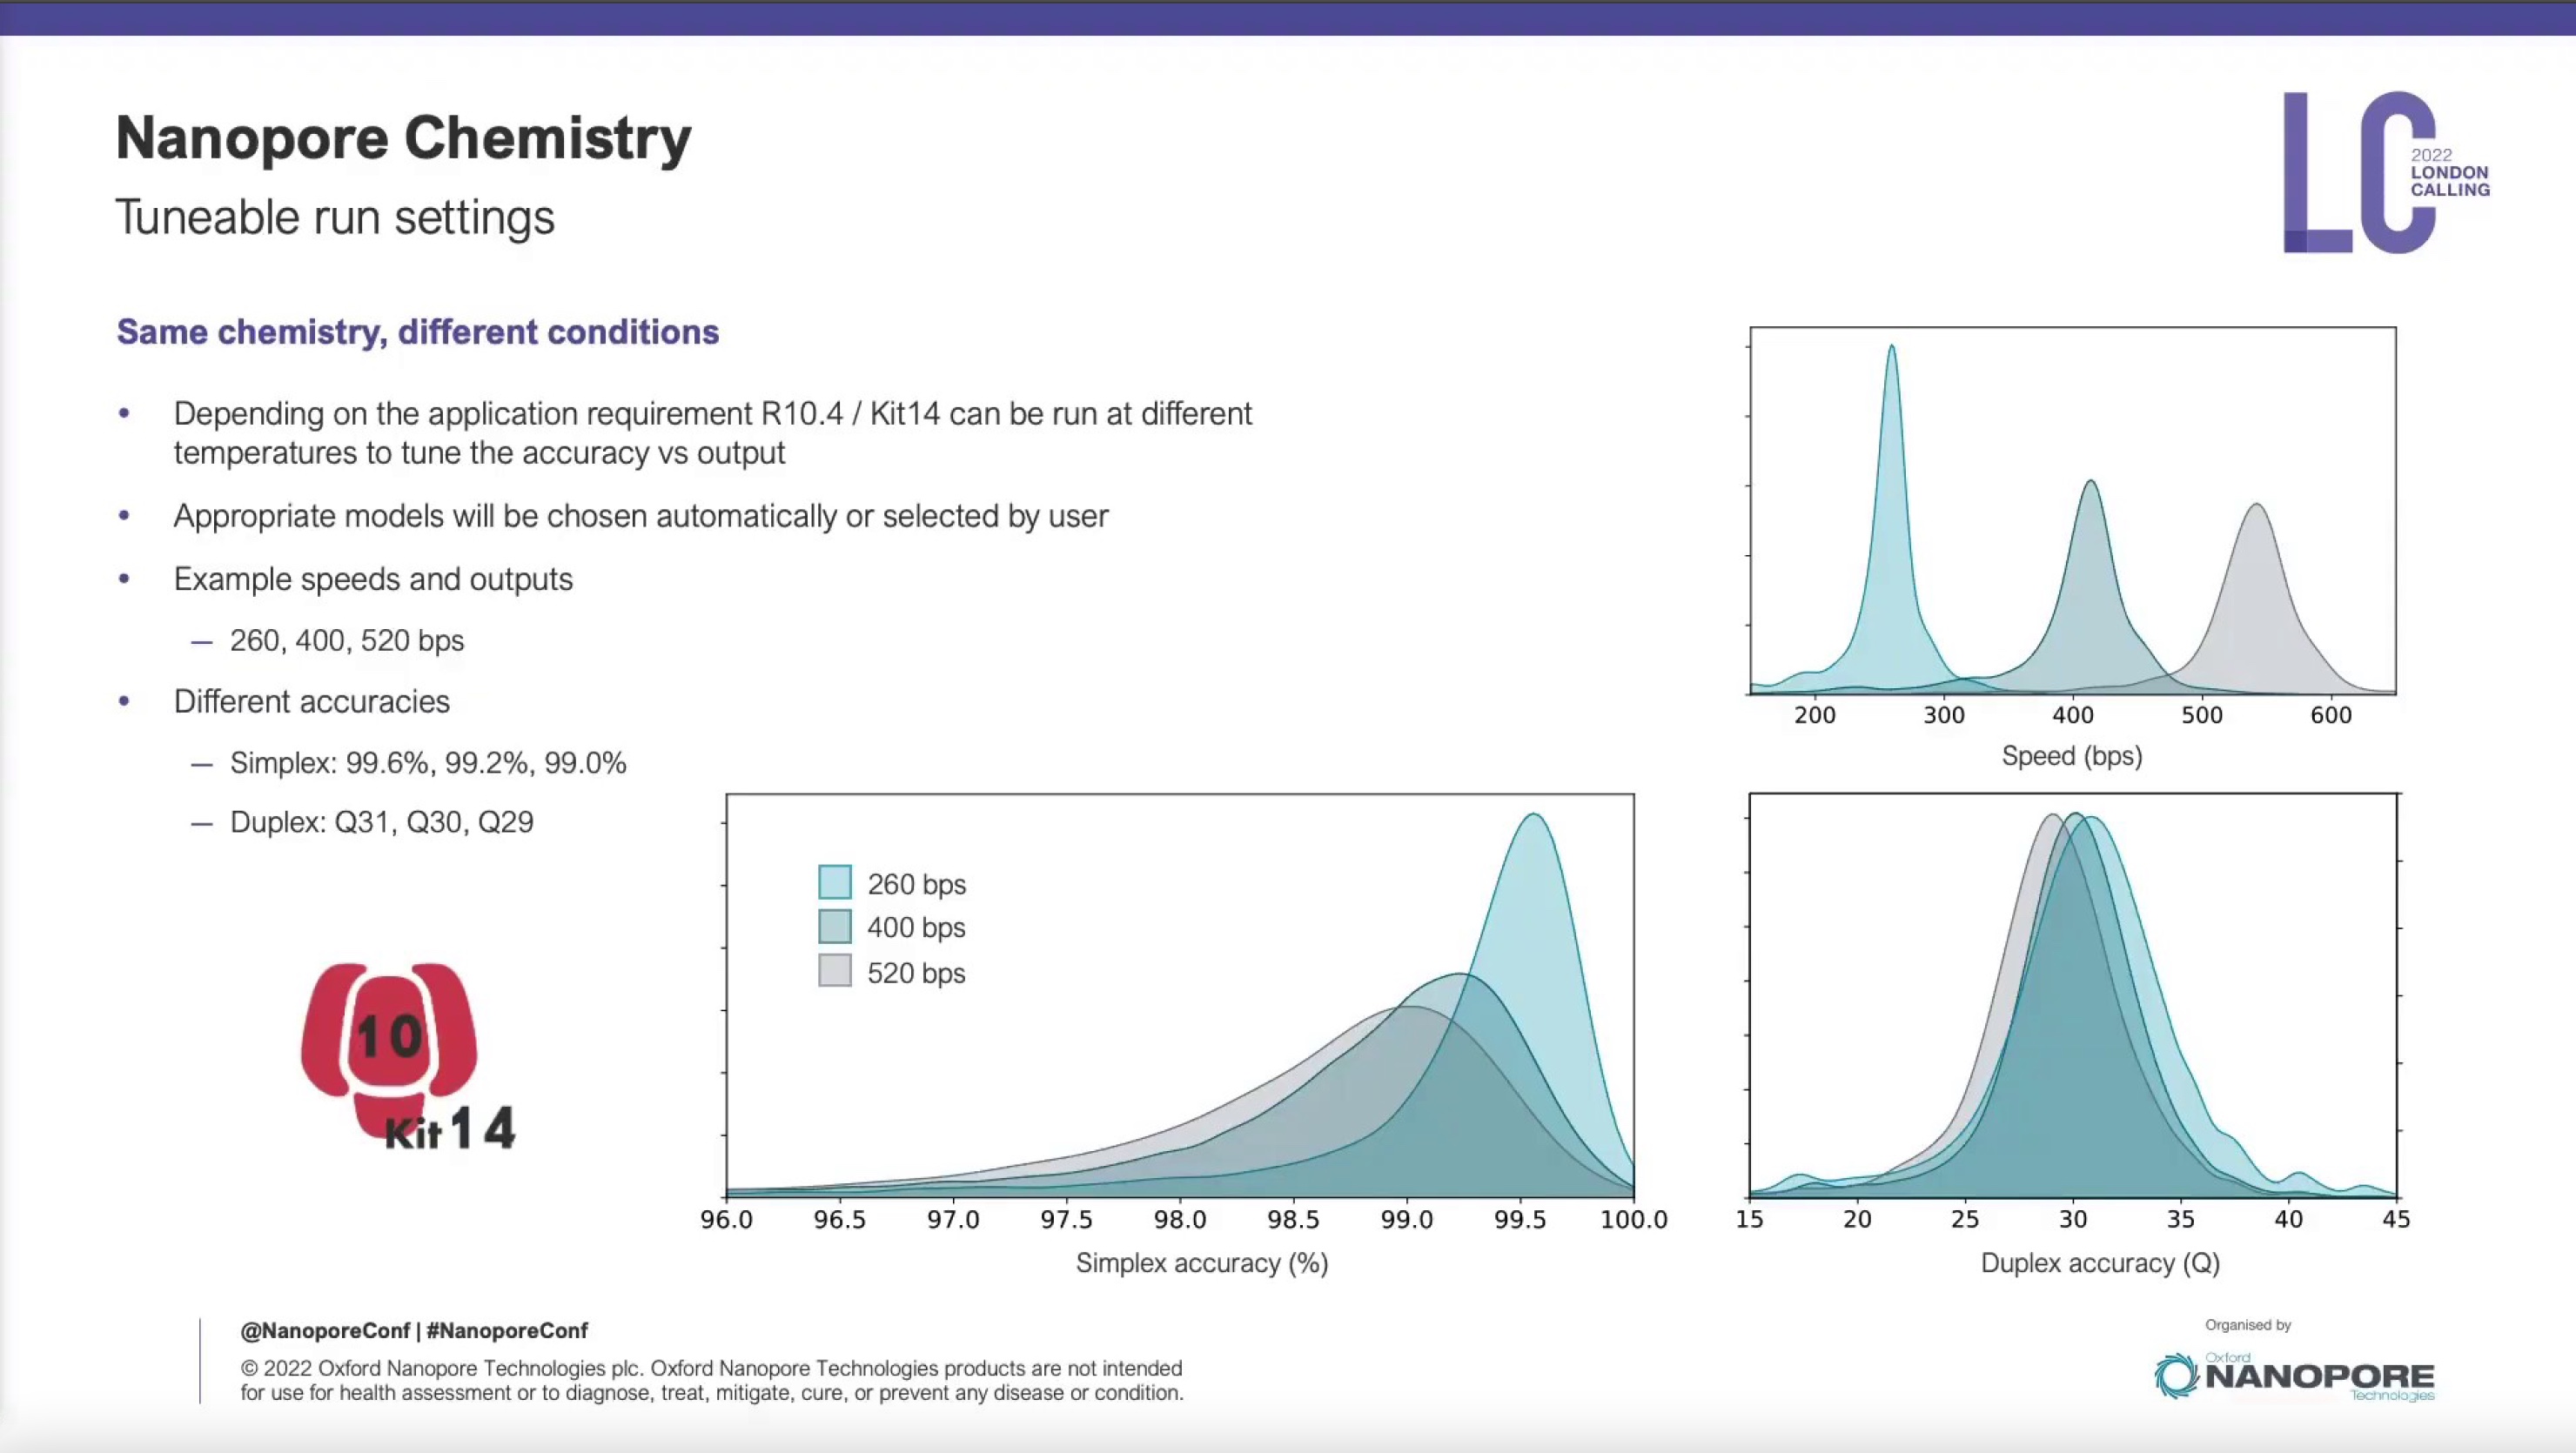 Nanopore Chemistry
Tuneable run settings
2022
LONDON
CALLING
Same chemistry, different conditions
• Depending on the application requirement R10.4 / Kit14 can be run at different
temperatures to tune the accuracy vs output
• Appropriate models will be chosen automatically or selected by user
• Example speeds and outputs
— 260, 400, 520 bps
• Different accuracies
— Simplex: 99.6%, 99.2%, 99.0%
— Duplex: Q31, Q30, Q29
200 300 400 500 600
Speed (bps)
260 bps
400 bps
520 bps
96.0 96.5 97.0 97.5 98.0 98.5 99.0 99.5 100.0
Simplex accuracy (%)
15 20 25 30 35 40 45
Duplex accuracy (Q)
10
Kit14
@NanoporeConf | #NanoporeConf
© 2022 Oxford Nanopore Technologies plc. Oxford Nanopore Technologies products are not intended
for use for health assessment or to diagnose, treat, mitigate, cure, or prevent any disease or condition.
Organised by
Oxford
NANOPORE
Technologies
LC